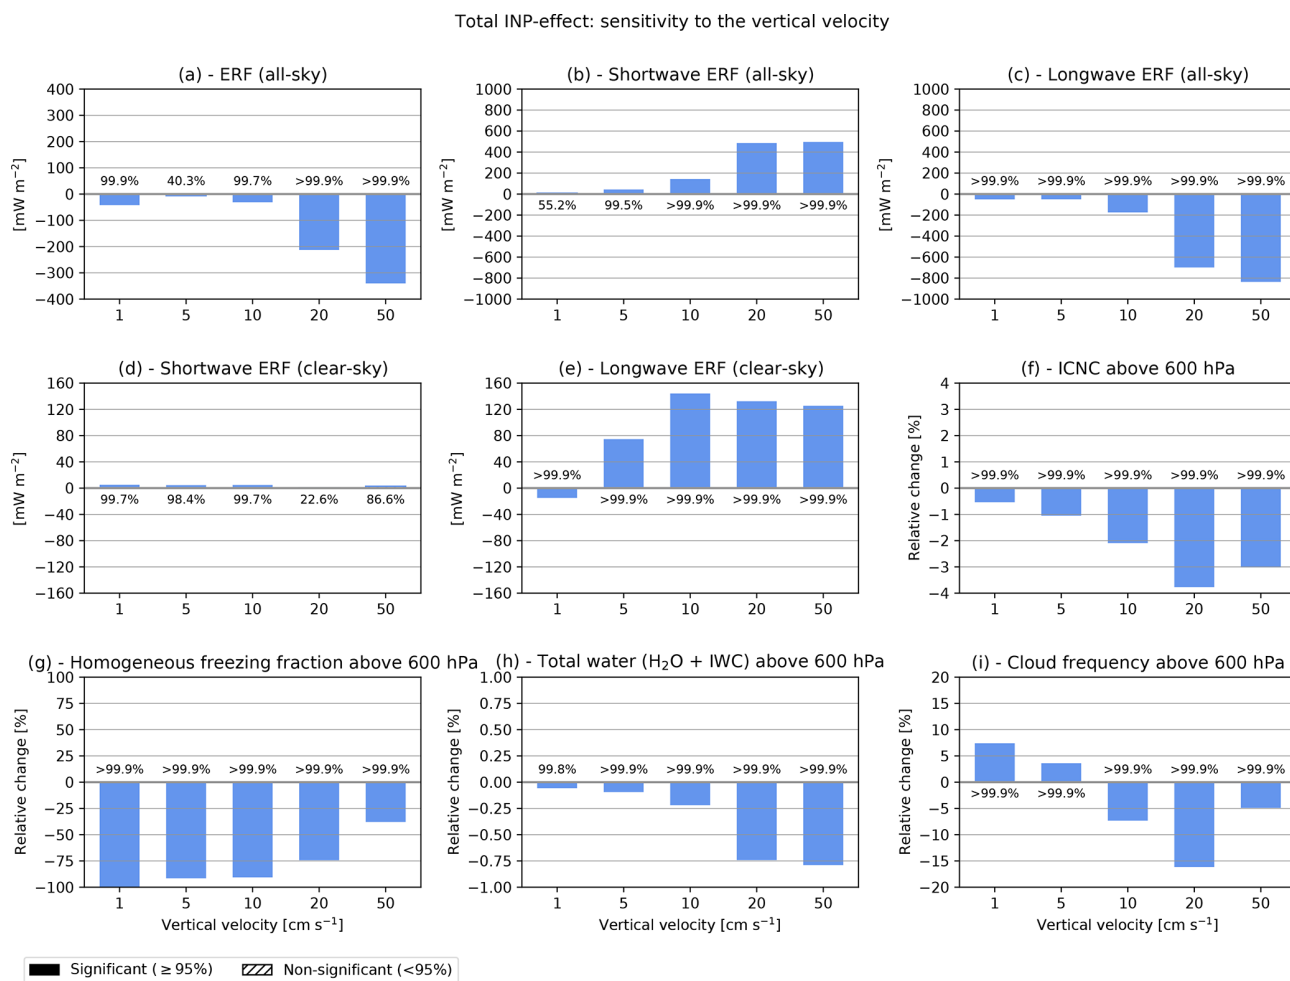 Total INP-effect: sensitivity to the vertical velocity
(a) - ERF (all-sky)
[mW m⁻²]
400
300
200
100
0
−100
−200
−300
−400
99.9% 40.3% 99.7% >99.9% >99.9%
1 5 10 20 50
(b) - Shortwave ERF (all-sky)
[mW m⁻²]
1000
800
600
400
200
0
−200
−400
−600
−800
−1000
55.2% 99.5% >99.9% >99.9% >99.9%
1 5 10 20 50
(c) - Longwave ERF (all-sky)
[mW m⁻²]
1000
800
600
400
200
0
−200
−400
−600
−800
−1000
>99.9% >99.9% >99.9% >99.9% >99.9%
1 5 10 20 50
(d) - Shortwave ERF (clear-sky)
[mW m⁻²]
160
120
80
40
0
−40
−80
−120
−160
99.7% 98.4% 99.7% 22.6% 86.6%
1 5 10 20 50
(e) - Longwave ERF (clear-sky)
[mW m⁻²]
160
120
80
40
0
−40
−80
−120
−160
>99.9%
>99.9% >99.9% >99.9% >99.9%
1 5 10 20 50
(f) - ICNC above 600 hPa
Relative change [%]
4
3
2
1
0
−1
−2
−3
−4
>99.9% >99.9% >99.9% >99.9% >99.9%
1 5 10 20 50
(g) - Homogeneous freezing fraction above 600 hPa
Relative change [%]
100
75
50
25
0
−25
−50
−75
−100
>99.9% >99.9% >99.9% >99.9% >99.9%
1 5 10 20 50
Vertical velocity [cm s⁻¹]
(h) - Total water (H₂O + IWC) above 600 hPa
Relative change [%]
1.00
0.75
0.50
0.25
0.00
−0.25
−0.50
−0.75
−1.00
99.8% >99.9% >99.9% >99.9% >99.9%
1 5 10 20 50
Vertical velocity [cm s⁻¹]
(i) - Cloud frequency above 600 hPa
Relative change [%]
20
15
10
5
0
−5
−10
−15
−20
>99.9% >99.9% >99.9%
>99.9% >99.9%
1 5 10 20 50
Vertical velocity [cm s⁻¹]
Significant (≥95%) Non-significant (<95%)